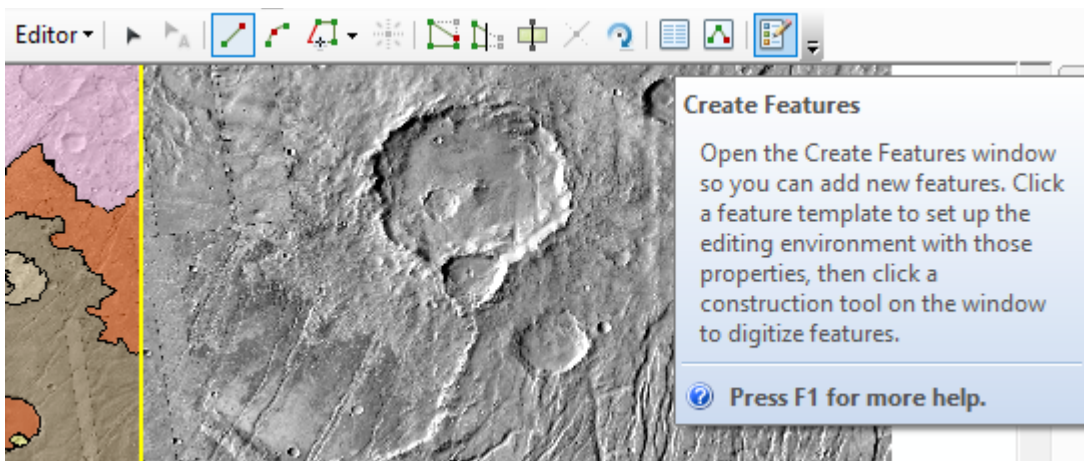 Editor
Create Features
Open the Create Features window
so you can add new features. Click
a feature template to set up the
editing environment with those
properties, then click a
construction tool on the window
to digitize features.
Press F1 for more help.